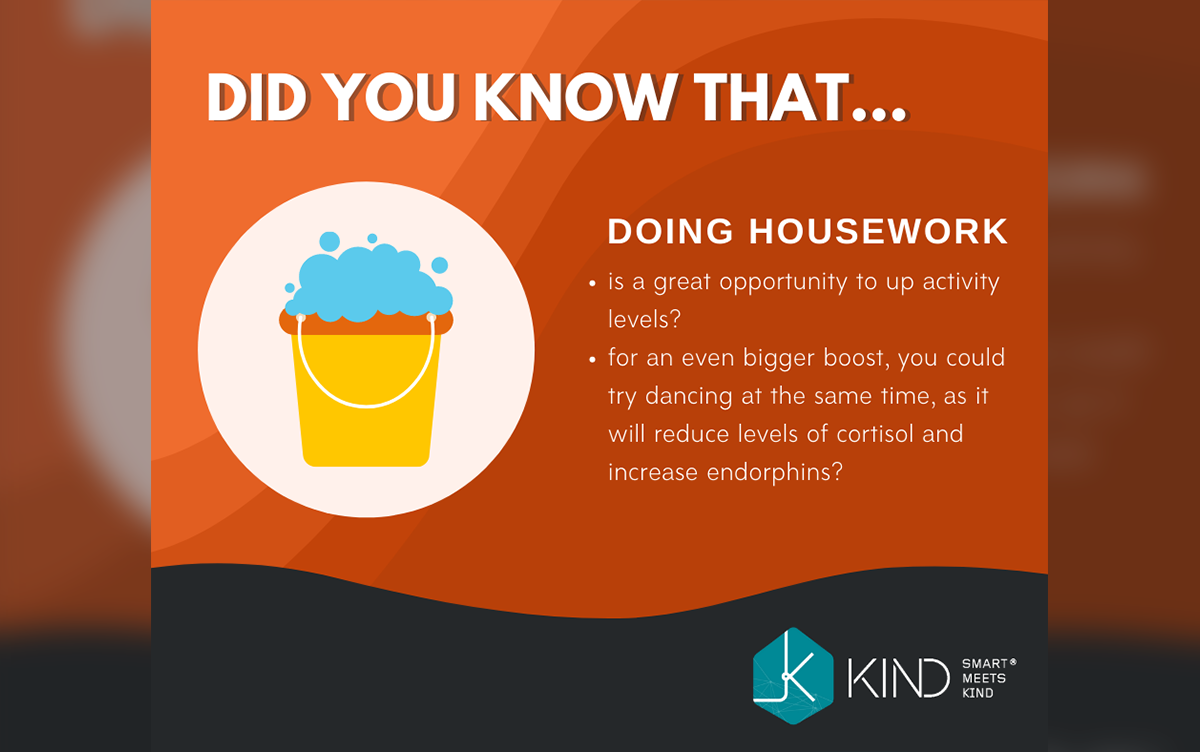 DID YOU KNOW THAT...
DOING HOUSEWORK
• is a great opportunity to up activity
levels?
• for an even bigger boost, you could
try dancing at the same time, as it
will reduce levels of cortisol and
increase endorphins?
KIND
SMART®
MEETS
KIND